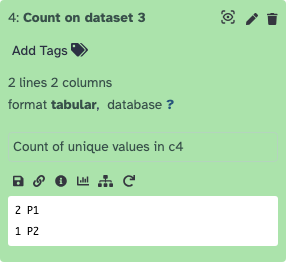 4: Count on dataset 3
Add Tags
2 lines 2 columns
format tabular, database ?
Count of unique values in c4
2 P1
1 P2